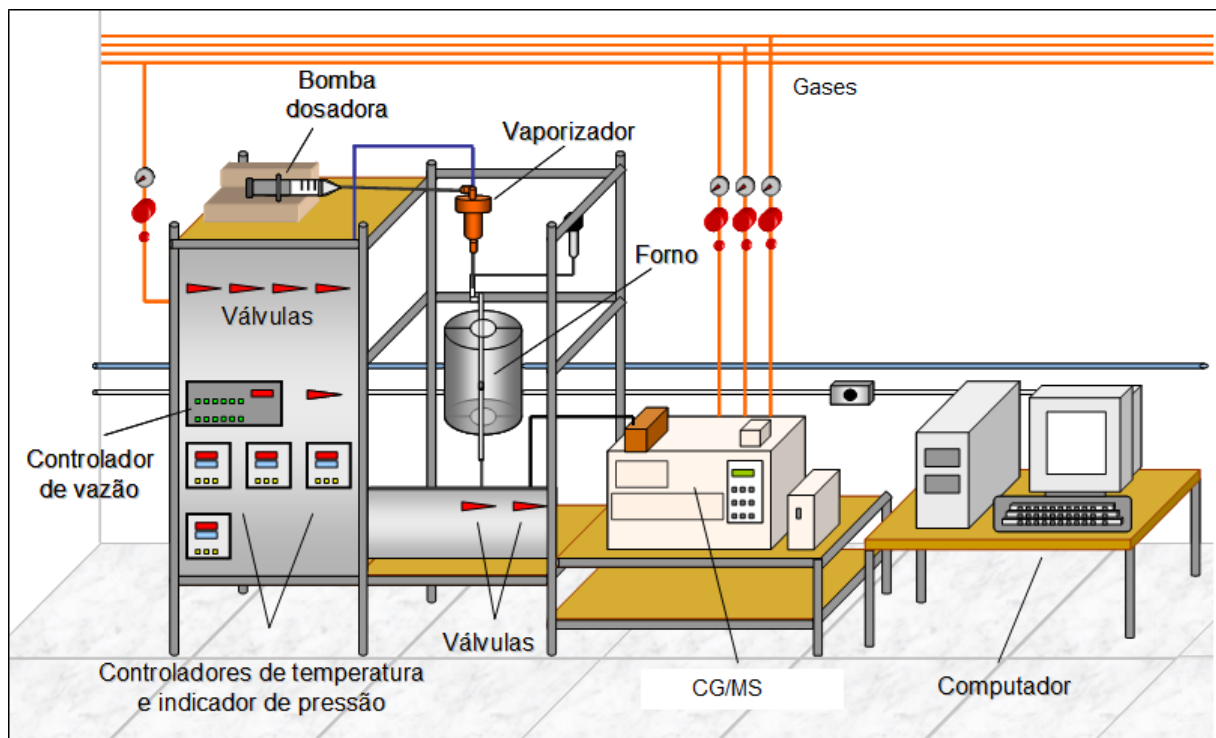 Gases
Bomba
dosadora
Vaporizador
Forno
Válvulas
Controlador
de vazão
Válvulas
Controladores de temperatura
e indicador de pressão
CG/MS
Computador